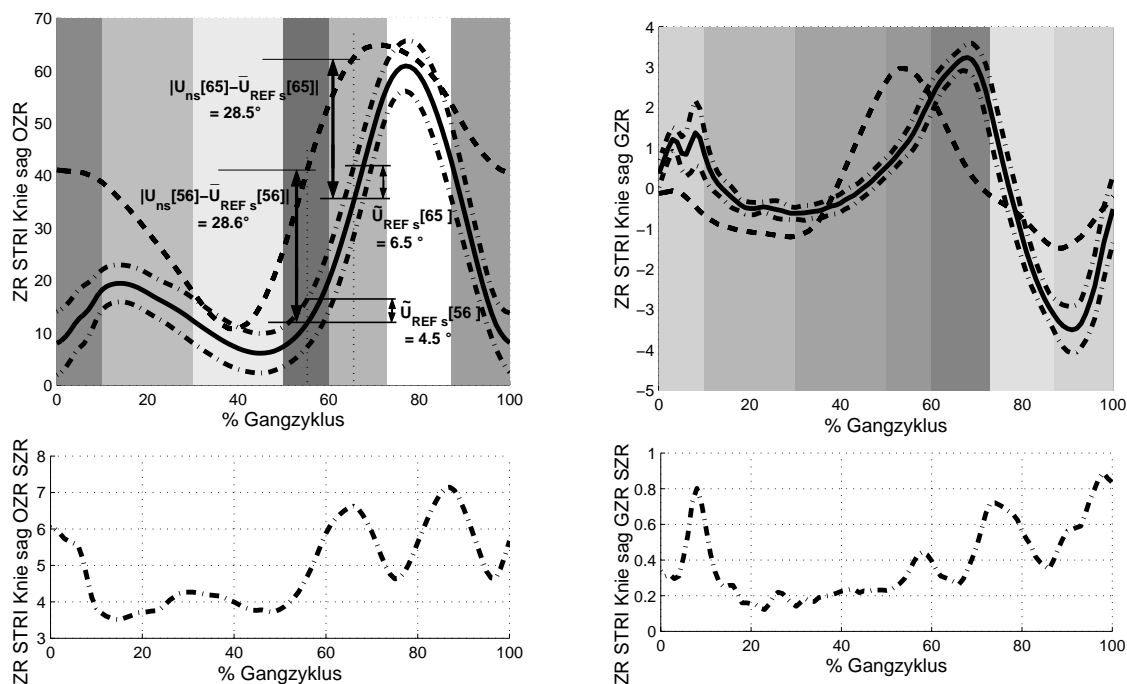 ZR STRI Knie sag OZR
70
60
50
40
30
20
10
0
|U_ns[65]−U̅_REF s[65]|
= 28.5°
|U_ns[56]−U̅_REF s[56]|
= 28.6°
Ũ_REF s[65 ]
= 6.5 °
Ũ_REF s[56 ]
= 4.5 °
0 20 40 60 80 100
% Gangzyklus
ZR STRI Knie sag GZR
4
3
2
1
0
−1
−2
−3
−4
−5
0 20 40 60 80 100
% Gangzyklus
ZR STRI Knie sag OZR SZR
8
7
6
5
4
3
0 20 40 60 80 100
% Gangzyklus
ZR STRI Knie sag GZR SZR
1
0.8
0.6
0.4
0.2
0
0 20 40 60 80 100
% Gangzyklus